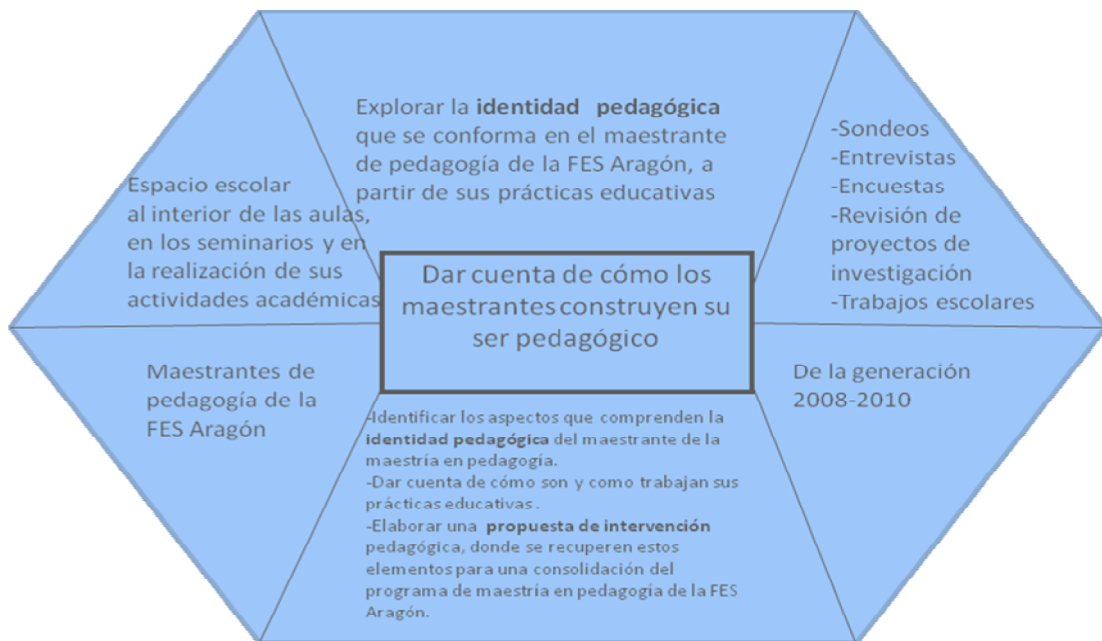 Explorar la identidad pedagógica
que se conforma en el maestrante
de pedagogía de la FES Aragón, a
partir de sus prácticas educativas
-Sondeos
-Entrevistas
-Encuestas
-Revisión de
proyectos de
investigación
-Trabajos escolares
Espacio escolar
al interior de las aulas,
en los seminarios y en
la realización de sus
actividades académicas
Dar cuenta de cómo los
maestrantes construyen su
ser pedagógico
Maestrantes de
pedagogía de la
FES Aragón
De la generación
2008-2010
-Identificar los aspectos que comprenden la
identidad pedagógica del maestrante de la
maestría en pedagogía.
-Dar cuenta de cómo son y como trabajan sus
prácticas educativas .
-Elaborar una propuesta de intervención
pedagógica, donde se recuperen estos
elementos para una consolidación del
programa de maestría en pedagogía de la FES
Aragón.